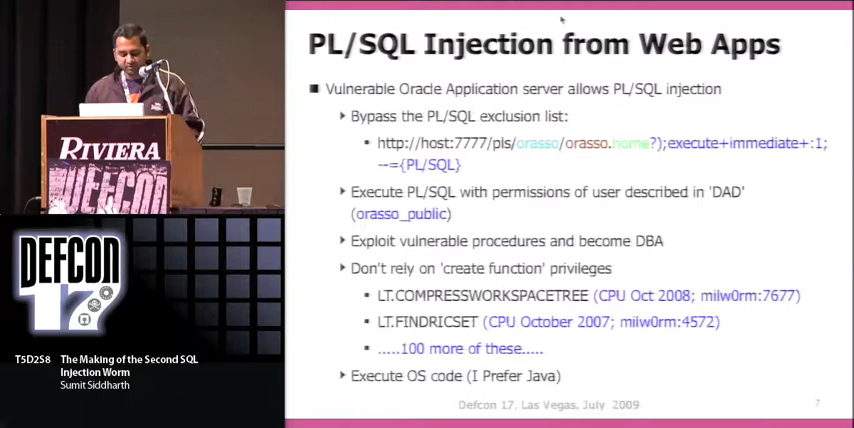 PL/SQL Injection from Web Apps
Vulnerable Oracle Application server allows PL/SQL injection
Bypass the PL/SQL exclusion list:
http://host:7777/pls/orasso/orasso.home?);execute+immediate+:1;
--={PL/SQL}
Execute PL/SQL with permissions of user described in 'DAD'
(orasso_public)
Exploit vulnerable procedures and become DBA
Don't rely on 'create function' privileges
LT.COMPRESSWORKSPACETREE (CPU Oct 2008; milw0rm:7677)
LT.FINDRICSET (CPU October 2007; milw0rm:4572)
.....100 more of these.....
Execute OS code (I Prefer Java)
Defcon 17, Las Vegas, July 2009
7
RIVIERA
DEFCON
DEFCON
17
T5D2S8 The Making of the Second SQL
Injection Worm
Sumit Siddharth